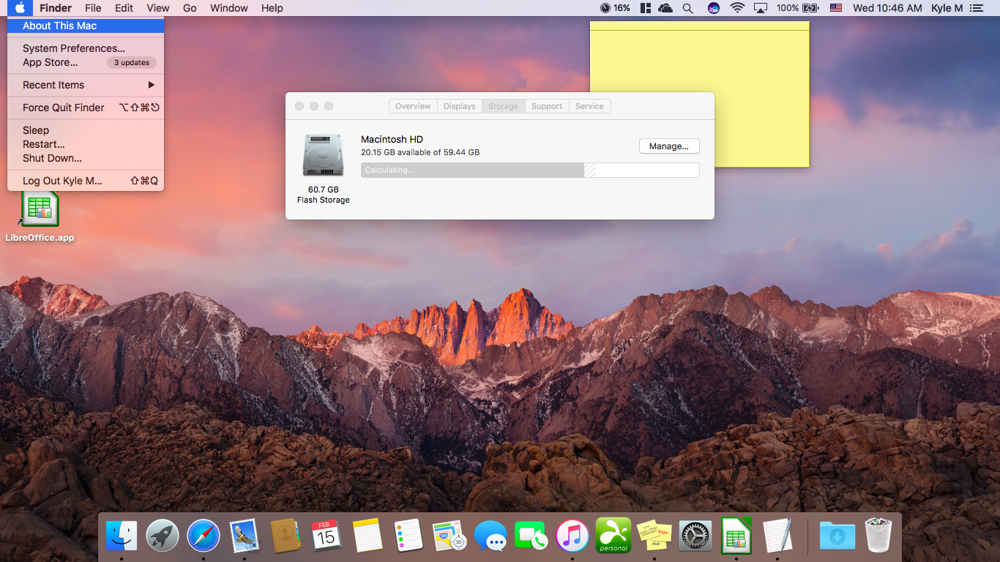 Finder File Edit View Go Window Help 16% 100% Wed 10:46 AM Kyle M
About This Mac
System Preferences...
App Store... 3 updates
Recent Items
Force Quit Finder ⌥⇧⌘⎋
Sleep
Restart...
Shut Down...
Log Out Kyle M... ⇧⌘Q
LibreOffice.app
Overview Displays Storage Support Service
Macintosh HD
20.15 GB available of 59.44 GB
Manage...
Calculating...
60.7 GB
Flash Storage
FEB
15
3D
personal